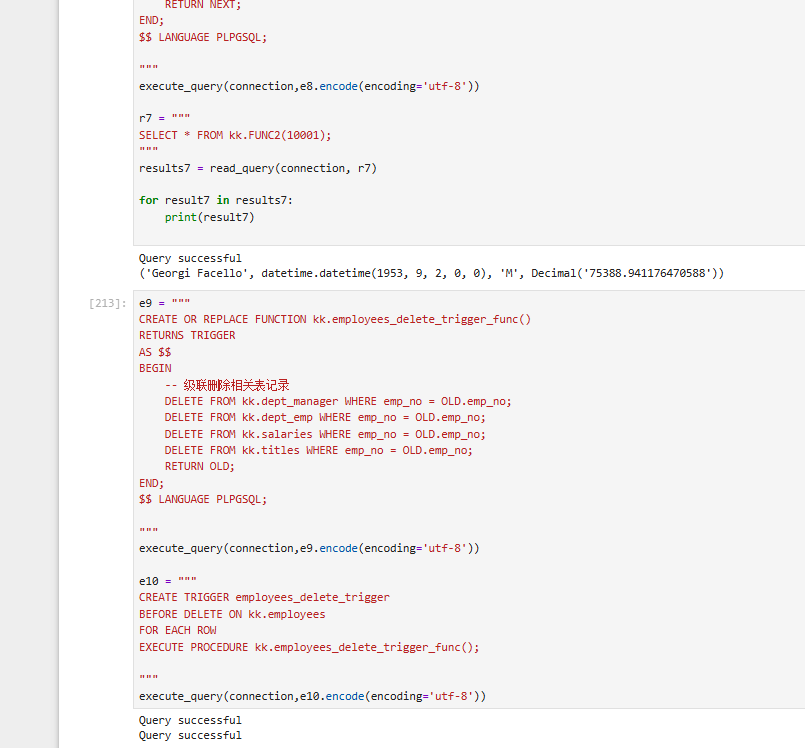 RETURN NEXT;
END;
$$ LANGUAGE PLPGSQL;
"""
execute_query(connection,e8.encode(encoding='utf-8'))
r7 = """
SELECT * FROM kk.FUNC2(10001);
"""
results7 = read_query(connection, r7)
for result7 in results7:
    print(result7)
Query successful
('Georgi Facello', datetime.datetime(1953, 9, 2, 0, 0), 'M', Decimal('75388.941176470588'))
[213]: e9 = """
CREATE OR REPLACE FUNCTION kk.employees_delete_trigger_func()
RETURNS TRIGGER
AS $$
BEGIN
    -- 级联删除相关表记录
    DELETE FROM kk.dept_manager WHERE emp_no = OLD.emp_no;
    DELETE FROM kk.dept_emp WHERE emp_no = OLD.emp_no;
    DELETE FROM kk.salaries WHERE emp_no = OLD.emp_no;
    DELETE FROM kk.titles WHERE emp_no = OLD.emp_no;
    RETURN OLD;
END;
$$ LANGUAGE PLPGSQL;
"""
execute_query(connection,e9.encode(encoding='utf-8'))
e10 = """
CREATE TRIGGER employees_delete_trigger
BEFORE DELETE ON kk.employees
FOR EACH ROW
EXECUTE PROCEDURE kk.employees_delete_trigger_func();
"""
execute_query(connection,e10.encode(encoding='utf-8'))
Query successful
Query successful